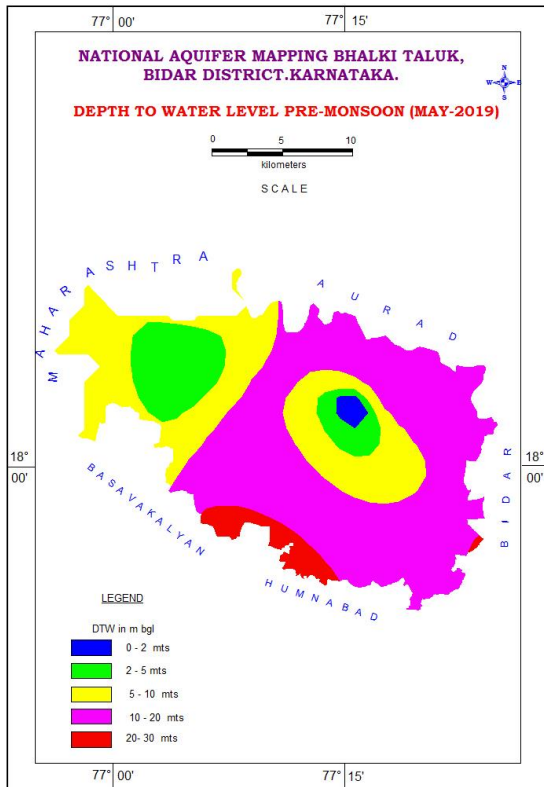 77° 00'
77° 15'
NATIONAL AQUIFER MAPPING BHALKI TALUK,
BIDAR DISTRICT.KARNATAKA.
N
W E
S
DEPTH TO WATER LEVEL PRE-MONSOON (MAY-2019)
0 5 10
kilometers
SCALE
MAHARASHTRA
AURAD
18°
00'
18°
00'
BIDAR
BASAVAKALYAN
HUMNABAD
LEGEND
DTW in m bgl
0 - 2 mts
2 - 5 mts
5 - 10 mts
10 - 20 mts
20- 30 mts
77° 00'
77° 15'